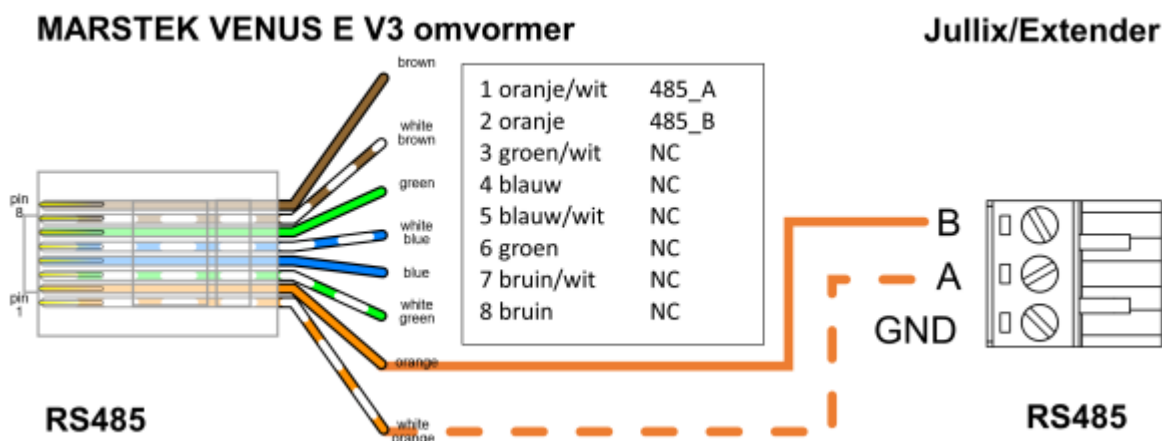 MARSTEK VENUS E V3 omvormer
Jullix/Extender
brown
white
brown
green
white
blue
blue
white
green
orange
white
orange
pin
8
pin
1
1 oranje/wit 485_A
2 oranje 485_B
3 groen/wit NC
4 blauw NC
5 blauw/wit NC
6 groen NC
7 bruin/wit NC
8 bruin NC
B
A
GND
RS485
RS485